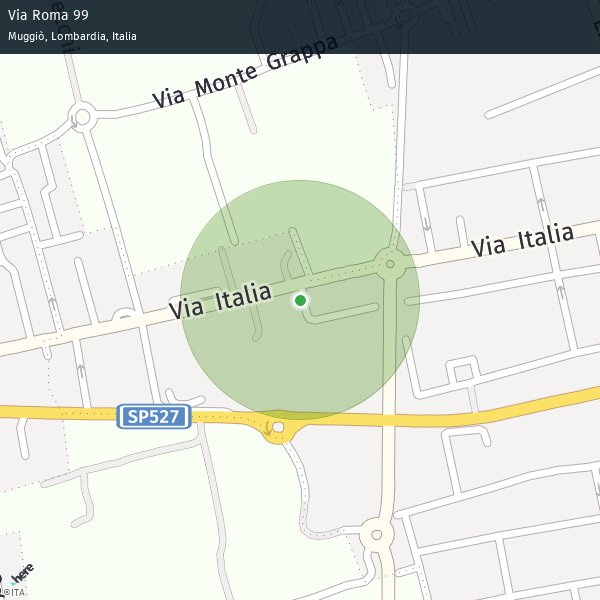 Via Roma 99
Muggiò, Lombardia, Italia
Via Monte Grappa
Via Italia
Via Italia
SP527
here
©ITA